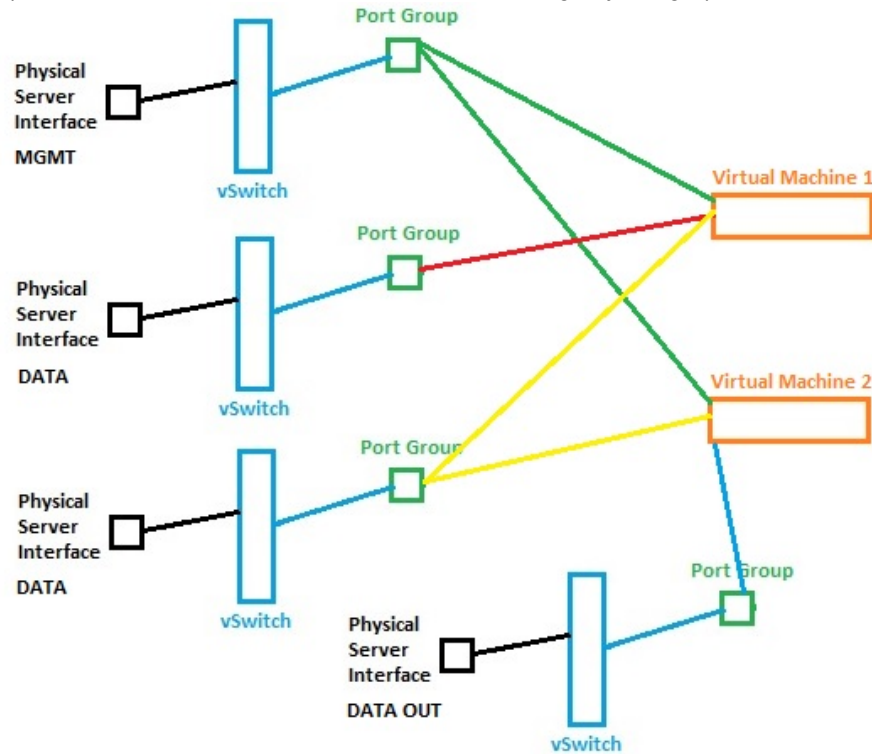 Port Group
Physical
Server
Interface
MGMT
vSwitch
Virtual Machine 1
Port Group
Physical
Server
Interface
DATA
vSwitch
Virtual Machine 2
Port Group
Physical
Server
Interface
DATA
vSwitch
Port Group
Physical
Server
Interface
DATA OUT
vSwitch